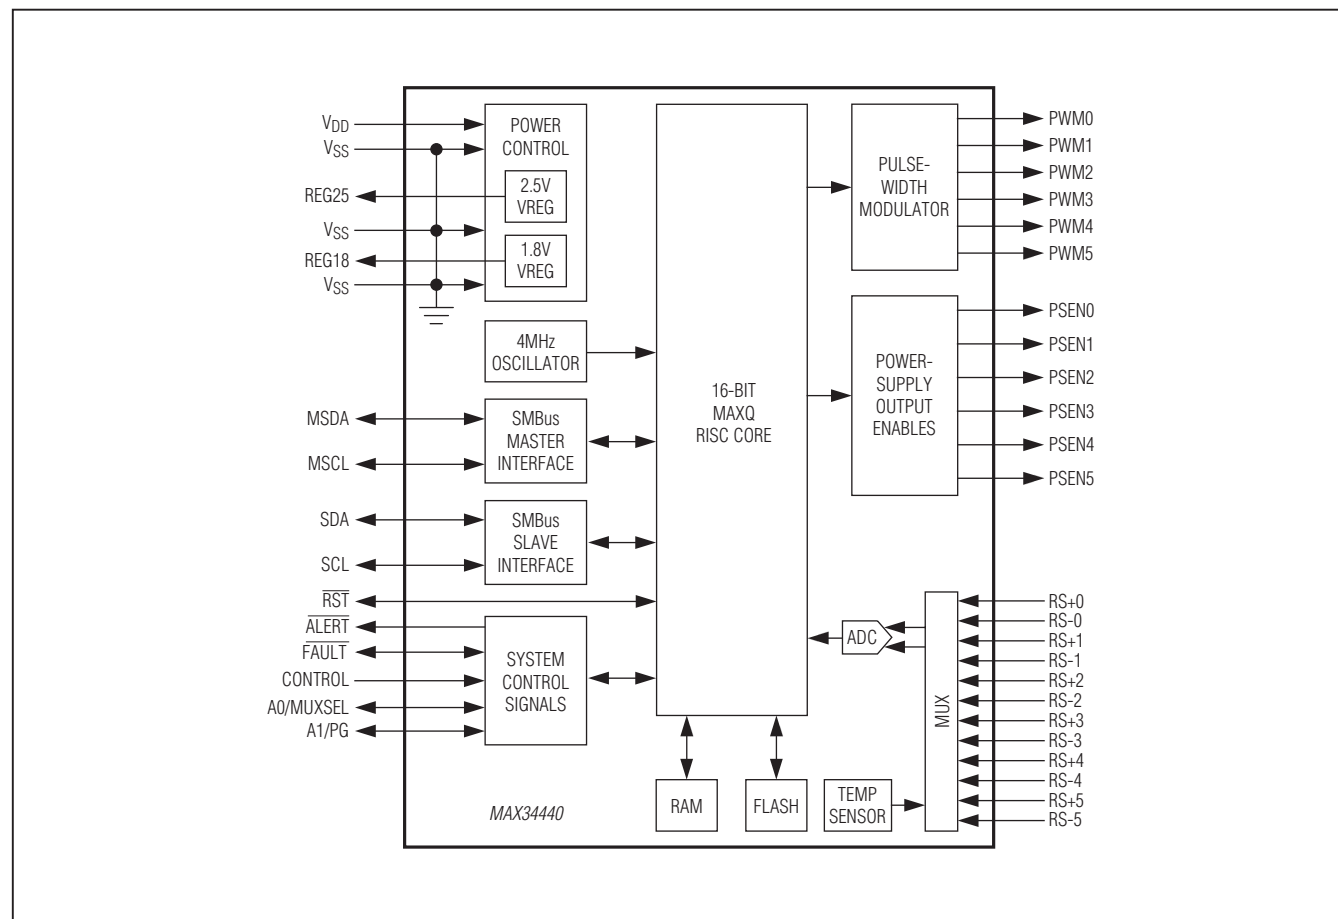 VDD
VSS
REG25
VSS
REG18
VSS
MSDA
MSCL
SDA
SCL
RST
ALERT
FAULT
CONTROL
A0/MUXSEL
A1/PG
POWER
CONTROL
2.5V
VREG
1.8V
VREG
4MHz
OSCILLATOR
SMBus
MASTER
INTERFACE
SMBus
SLAVE
INTERFACE
SYSTEM
CONTROL
SIGNALS
MAX34440
16-BIT
MAXQ
RISC CORE
RAM
FLASH
PULSE-
WIDTH
MODULATOR
POWER-
SUPPLY
OUTPUT
ENABLES
ADC
MUX
TEMP
SENSOR
PWM0
PWM1
PWM2
PWM3
PWM4
PWM5
PSEN0
PSEN1
PSEN2
PSEN3
PSEN4
PSEN5
RS+0
RS-0
RS+1
RS-1
RS+2
RS-2
RS+3
RS-3
RS+4
RS-4
RS+5
RS-5